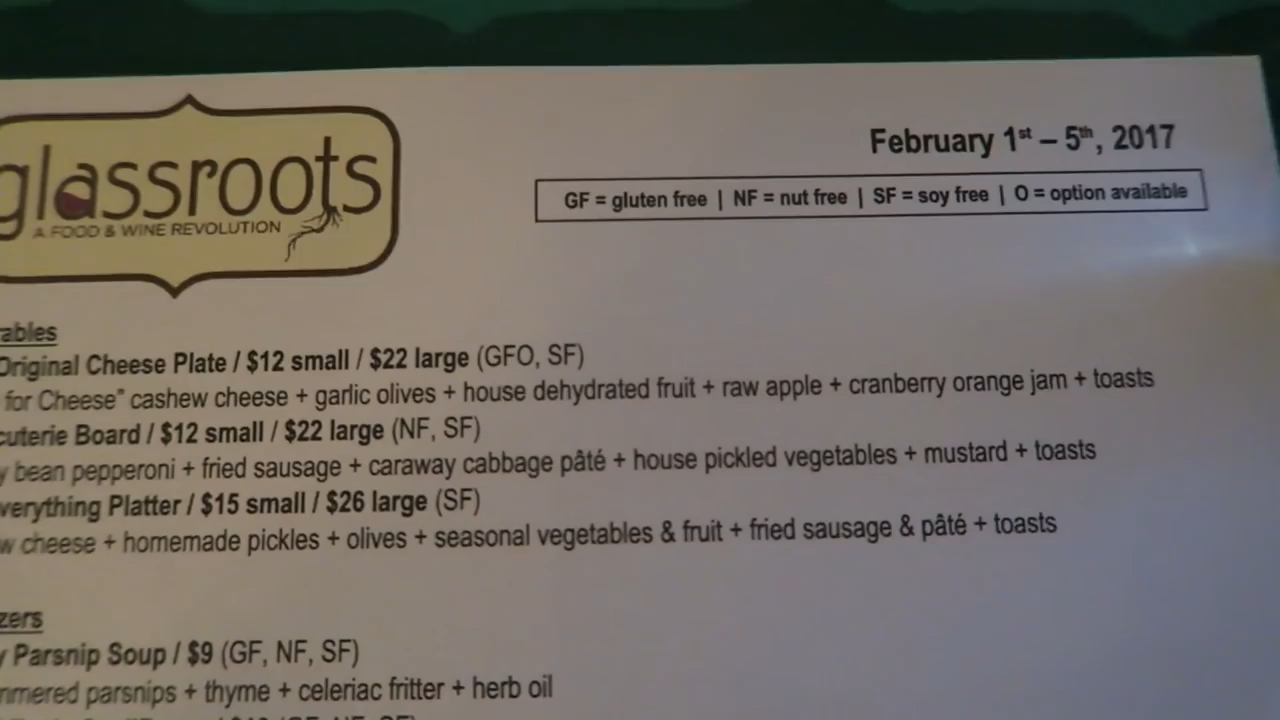 glassroots
A FOOD & WINE REVOLUTION
February 1st – 5th, 2017
GF = gluten free | NF = nut free | SF = soy free | O = option available
ables
Original Cheese Plate / $12 small / $22 large (GFO, SF)
for Cheese" cashew cheese + garlic olives + house dehydrated fruit + raw apple + cranberry orange jam + toasts
cuterie Board / $12 small / $22 large (NF, SF)
y bean pepperoni + fried sausage + caraway cabbage pâté + house pickled vegetables + mustard + toasts
verything Platter / $15 small / $26 large (SF)
w cheese + homemade pickles + olives + seasonal vegetables & fruit + fried sausage & pâté + toasts
zers
y Parsnip Soup / $9 (GF, NF, SF)
mmered parsnips + thyme + celeriac fritter + herb oil